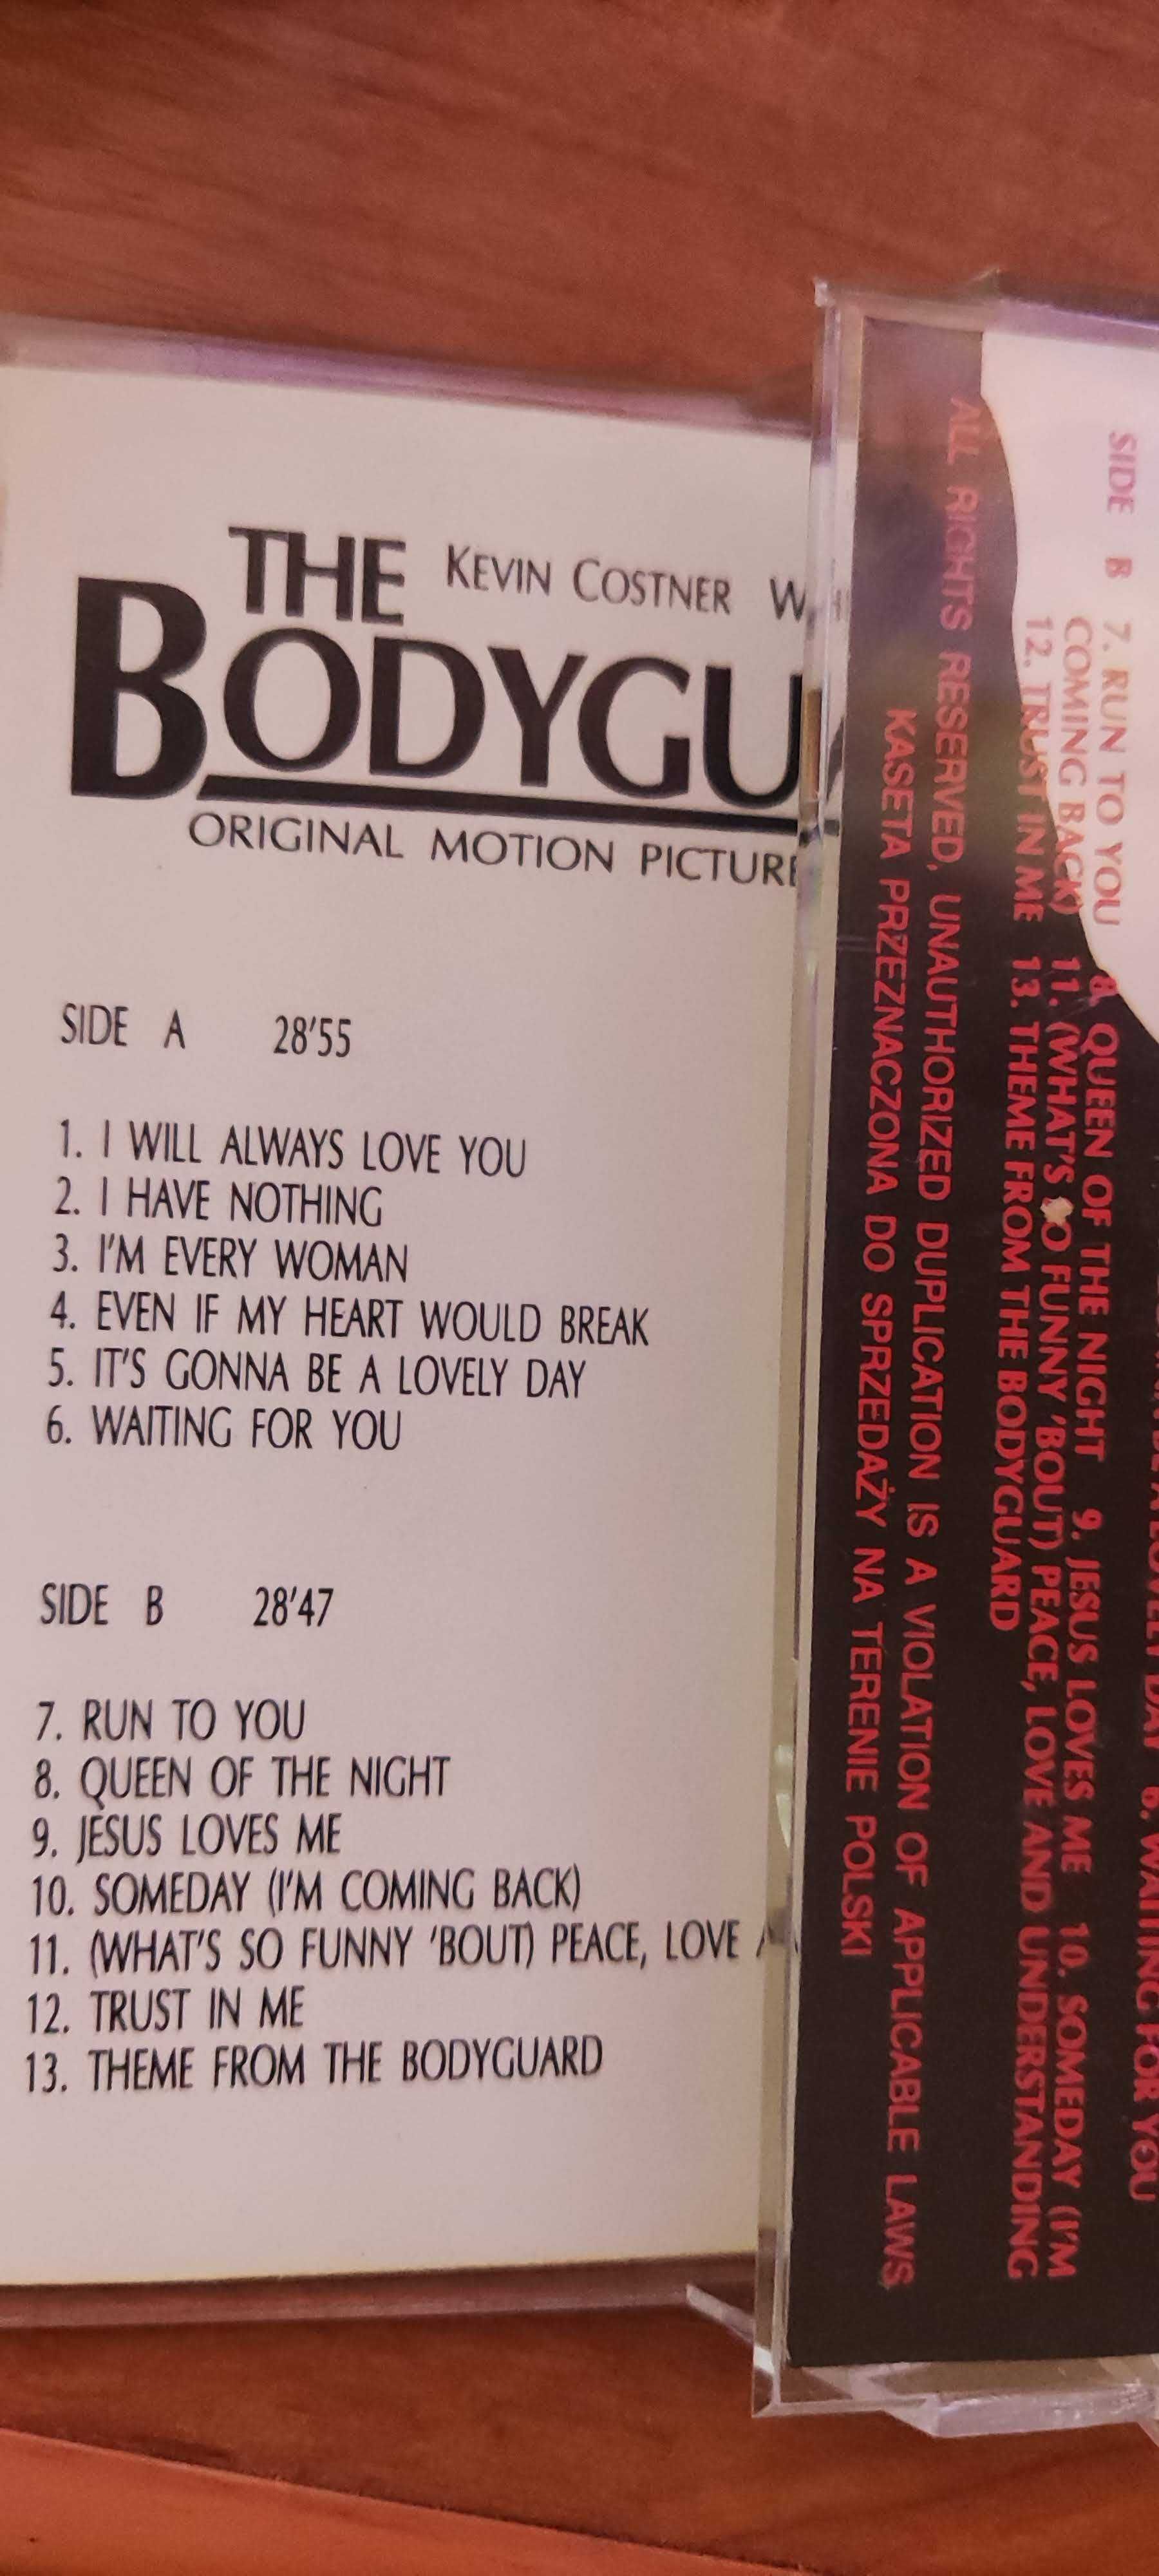 THE KEVIN COSTNER
BODYGU
ORIGINAL MOTION PICTURE
SIDE A 28'55
1. I WILL ALWAYS LOVE YOU
2. I HAVE NOTHING
3. I'M EVERY WOMAN
4. EVEN IF MY HEART WOULD BREAK
5. IT'S GONNA BE A LOVELY DAY
6. WAITING FOR YOU
SIDE B 28'47
7. RUN TO YOU
8. QUEEN OF THE NIGHT
9. JESUS LOVES ME
10. SOMEDAY (I'M COMING BACK)
11. (WHAT'S SO FUNNY 'BOUT) PEACE, LOVE
12. TRUST IN ME
13. THEME FROM THE BODYGUARD
A LOVELY DAY 6. WAITING FOR YOU
SIDE B 7. RUN TO YOU 8. QUEEN OF THE NIGHT 9. JESUS LOVES ME 10. SOMEDAY (I'M
COMING BACK) 11. (WHAT'S SO FUNNY 'BOUT) PEACE, LOVE AND UNDERSTANDING
12. TRUST IN ME 13. THEME FROM THE BODYGUARD
ALL RIGHTS RESERVED, UNAUTHORIZED DUPLICATION IS A VIOLATION OF APPLICABLE LAWS
KASETA PRZEZNACZONA DO SPRZEDAŻY NA TERENIE POLSKI